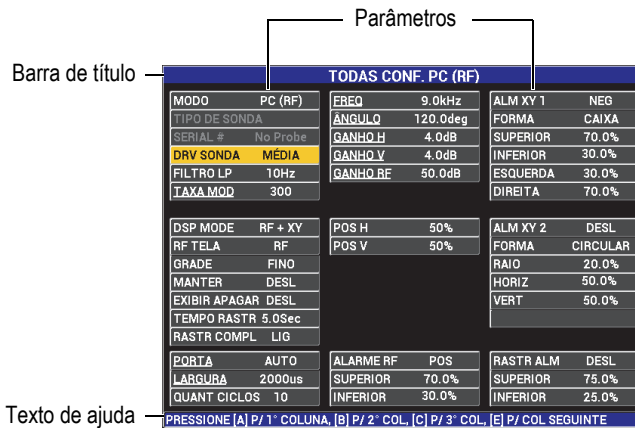 Parâmetros
Barra de título
TODAS CONF. PC (RF)
MODO PC (RF)
TIPO DE SONDA
SERIAL # No Probe
DRV SONDA MÉDIA
FILTRO LP 10Hz
TAXA MOD 300
FREQ 9.0kHz
ÂNGULO 120.0deg
GANHO H 4.0dB
GANHO V 4.0dB
GANHO RF 50.0dB
ALM XY 1 NEG
FORMA CAIXA
SUPERIOR 70.0%
INFERIOR 30.0%
ESQUERDA 30.0%
DIREITA 70.0%
DSP MODE RF + XY
RF TELA RF
GRADE FINO
MANTER DESL
EXIBIR APAGAR DESL
TEMPO RASTR 5.0Sec
RASTR COMPL LIG
POS H 50%
POS V 50%
ALM XY 2 DESL
FORMA CIRCULAR
RAIO 20.0%
HORIZ 50.0%
VERT 50.0%
PORTA AUTO
LARGURA 2000us
QUANT CICLOS 10
ALARME RF POS
SUPERIOR 70.0%
INFERIOR 30.0%
RASTR ALM DESL
SUPERIOR 75.0%
INFERIOR 25.0%
Texto de ajuda
PRESSIONE [A] P/ 1° COLUNA, [B] P/ 2° COL, [C] P/ 3° COL, [E] P/ COL SEGUINTE